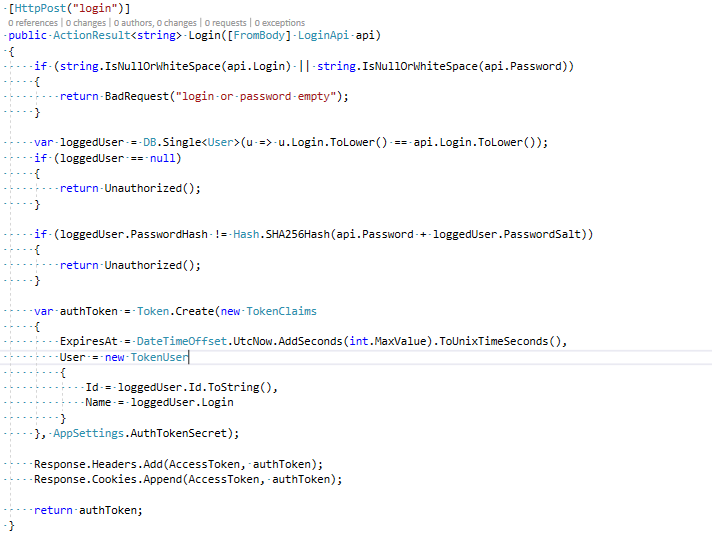 [HttpPost("login")]
0 references | 0 changes | 0 authors, 0 changes | 0 requests | 0 exceptions
public ActionResult<string> Login([FromBody] LoginApi api)
{
    if (string.IsNullOrWhiteSpace(api.Login) || string.IsNullOrWhiteSpace(api.Password))
    {
        return BadRequest("login or password empty");
    }

    var loggedUser = DB.Single<User>(u => u.Login.ToLower() == api.Login.ToLower());
    if (loggedUser == null)
    {
        return Unauthorized();
    }

    if (loggedUser.PasswordHash != Hash.SHA256Hash(api.Password + loggedUser.PasswordSalt))
    {
        return Unauthorized();
    }

    var authToken = Token.Create(new TokenClaims
    {
        ExpiresAt = DateTimeOffset.UtcNow.AddSeconds(int.MaxValue).ToUnixTimeSeconds(),
        User = new TokenUser
        {
            Id = loggedUser.Id.ToString(),
            Name = loggedUser.Login
        }
    }, AppSettings.AuthTokenSecret);

    Response.Headers.Add(AccessToken, authToken);
    Response.Cookies.Append(AccessToken, authToken);

    return authToken;
}